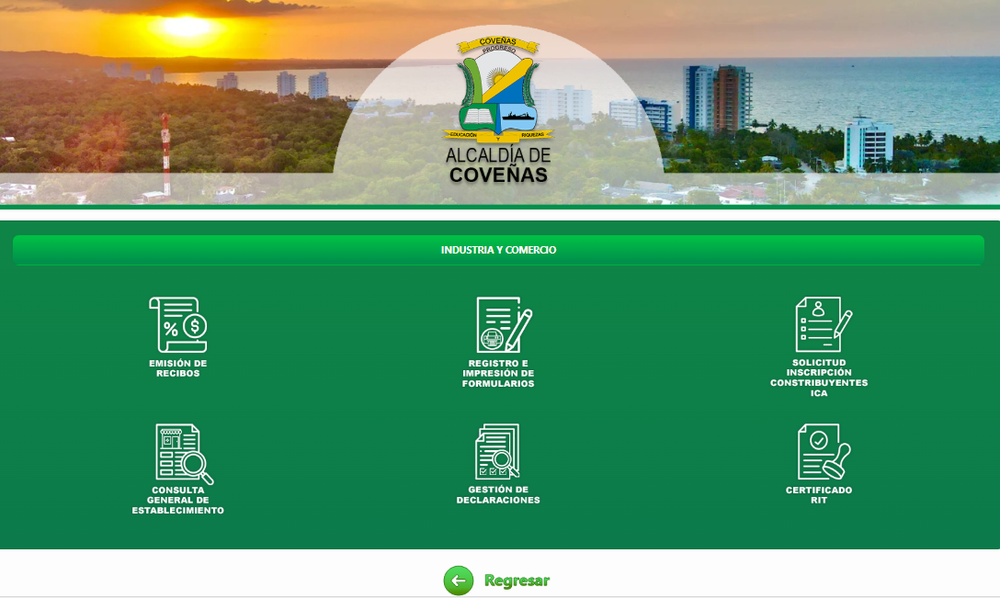 COVEÑAS
PROGRESO
EDUCACIÓN Y RIQUEZAS
ALCALDÍA DE
COVEÑAS
INDUSTRIA Y COMERCIO
EMISIÓN DE
RECIBOS
REGISTRO E
IMPRESIÓN DE
FORMULARIOS
SOLICITUD
INSCRIPCIÓN
CONSTRIBUYENTES
ICA
CONSULTA
GENERAL DE
ESTABLECIMIENTO
GESTIÓN DE
DECLARACIONES
CERTIFICADO
RIT
Regresar